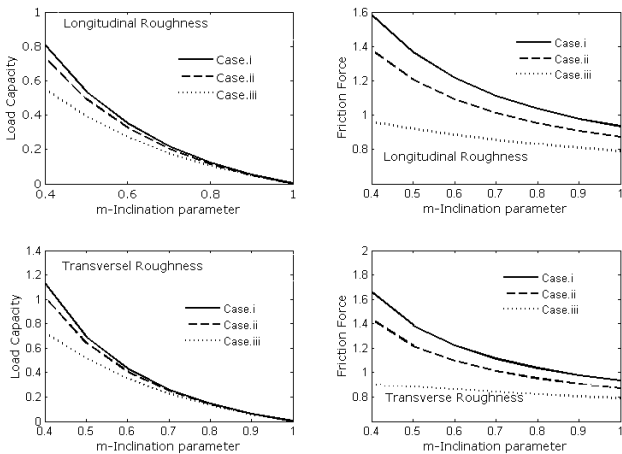 Longitudinal Roughness
Case.i
Case.ii
Case.iii
Load Capacity
1
0.8
0.6
0.4
0.2
0
0.4 0.5 0.6 0.7 0.8 0.9 1
m-Inclination parameter
Case.i
Case.ii
Case.iii
Longitudinal Roughness
Friction Force
1.6
1.4
1.2
1
0.8
0.4 0.5 0.6 0.7 0.8 0.9 1
m-Inclination parameter
Transversel Roughness
Case.i
Case.ii
Case.iii
Load Capacity
1.4
1.2
1
0.8
0.6
0.4
0.2
0
0.4 0.5 0.6 0.7 0.8 0.9 1
m-Inclination parameter
Case.i
Case.ii
Case.iii
Transverse Roughness
Friction Force
2
1.8
1.6
1.4
1.2
1
0.8
0.4 0.5 0.6 0.7 0.8 0.9 1
m-Inclination parameter